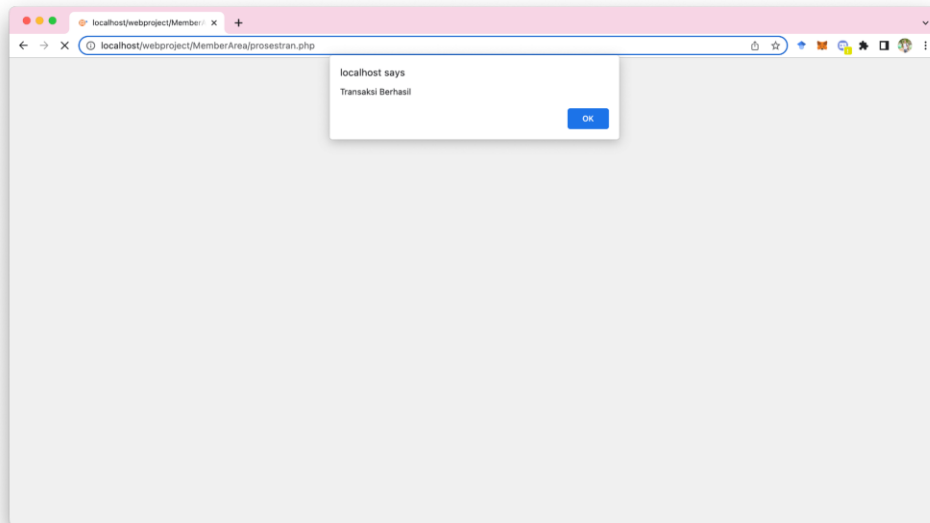 localhost/webproject/Member
localhost/webproject/MemberArea/prosestran.php
localhost says
Transaksi Berhasil
OK